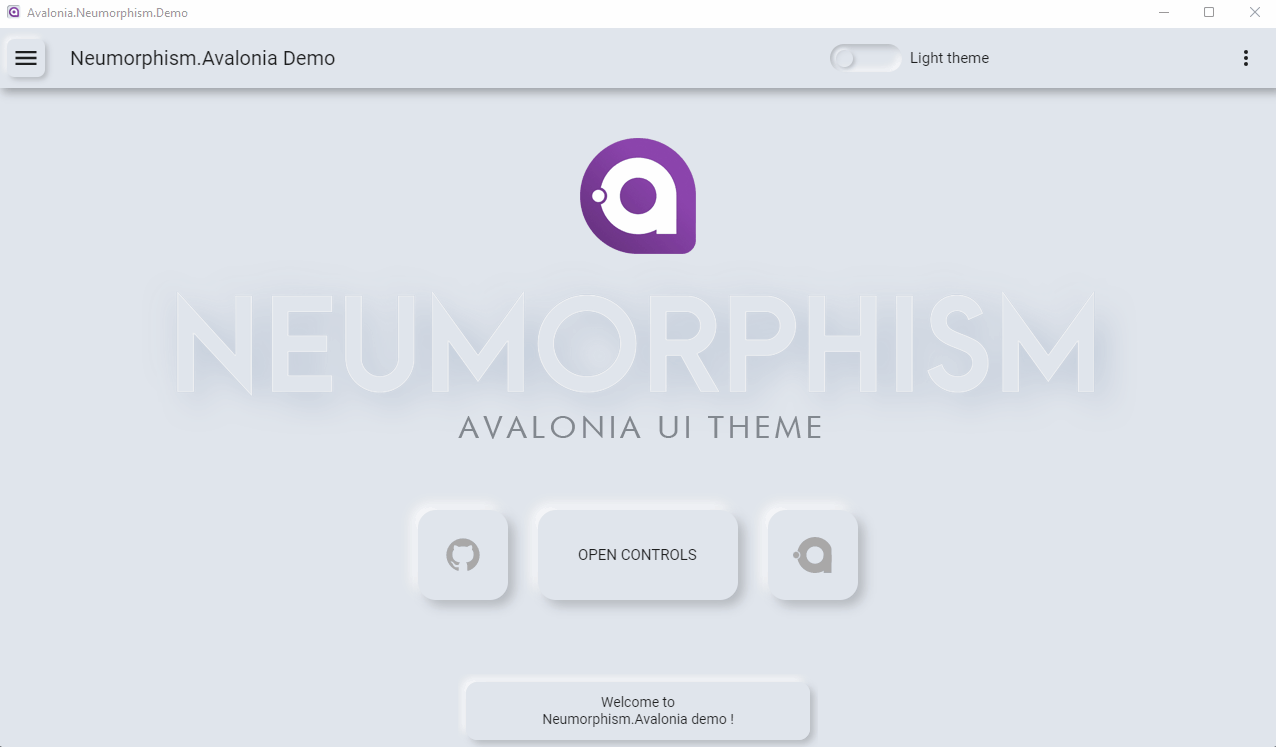 Avalonia.Neumorphism.Demo
Neumorphism.Avalonia Demo
Light theme
NEUMORPHISM
AVALONIA UI THEME
OPEN CONTROLS
Welcome to
Neumorphism.Avalonia demo !